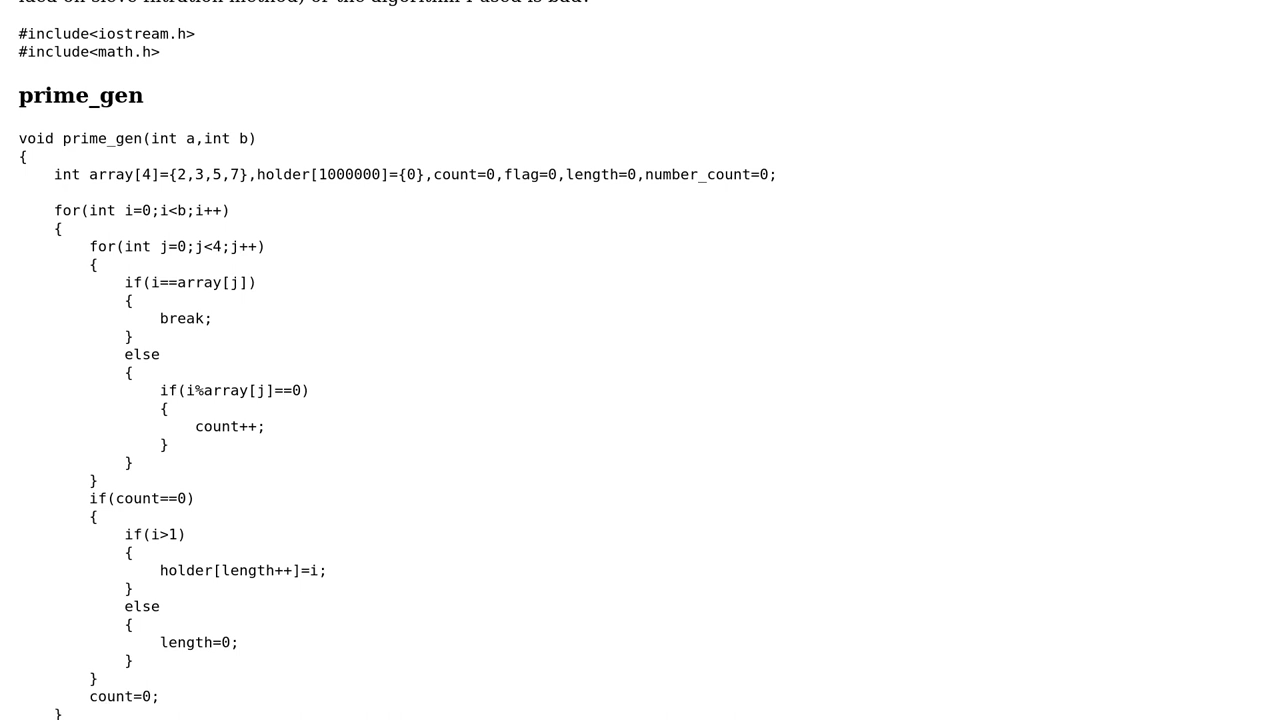 #include<iostream.h>
#include<math.h>
prime_gen
void prime_gen(int a,int b)
{
    int array[4]={2,3,5,7},holder[1000000]={0},count=0,flag=0,length=0,number_count=0;
    for(int i=0;i<b;i++)
    {
        for(int j=0;j<4;j++)
        {
            if(i==array[j])
            {
                break;
            }
            else
            {
                if(i%array[j]==0)
                {
                    count++;
                }
            }
        }
        if(count==0)
        {
            if(i>1)
            {
                holder[length++]=i;
            }
            else
            {
                length=0;
            }
        }
        count=0;
    }